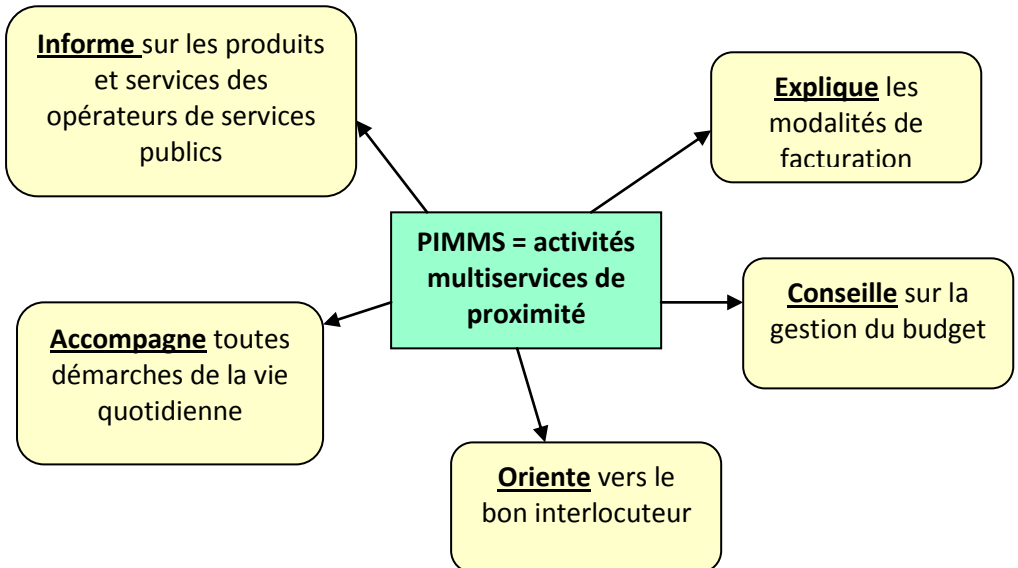 Informe sur les produits
et services des
opérateurs de services
publics
Explique les
modalités de
facturation
PIMMS = activités
multiservices de
proximité
Conseille sur la
gestion du budget
Accompagne toutes
démarches de la vie
quotidienne
Oriente vers le
bon interlocuteur